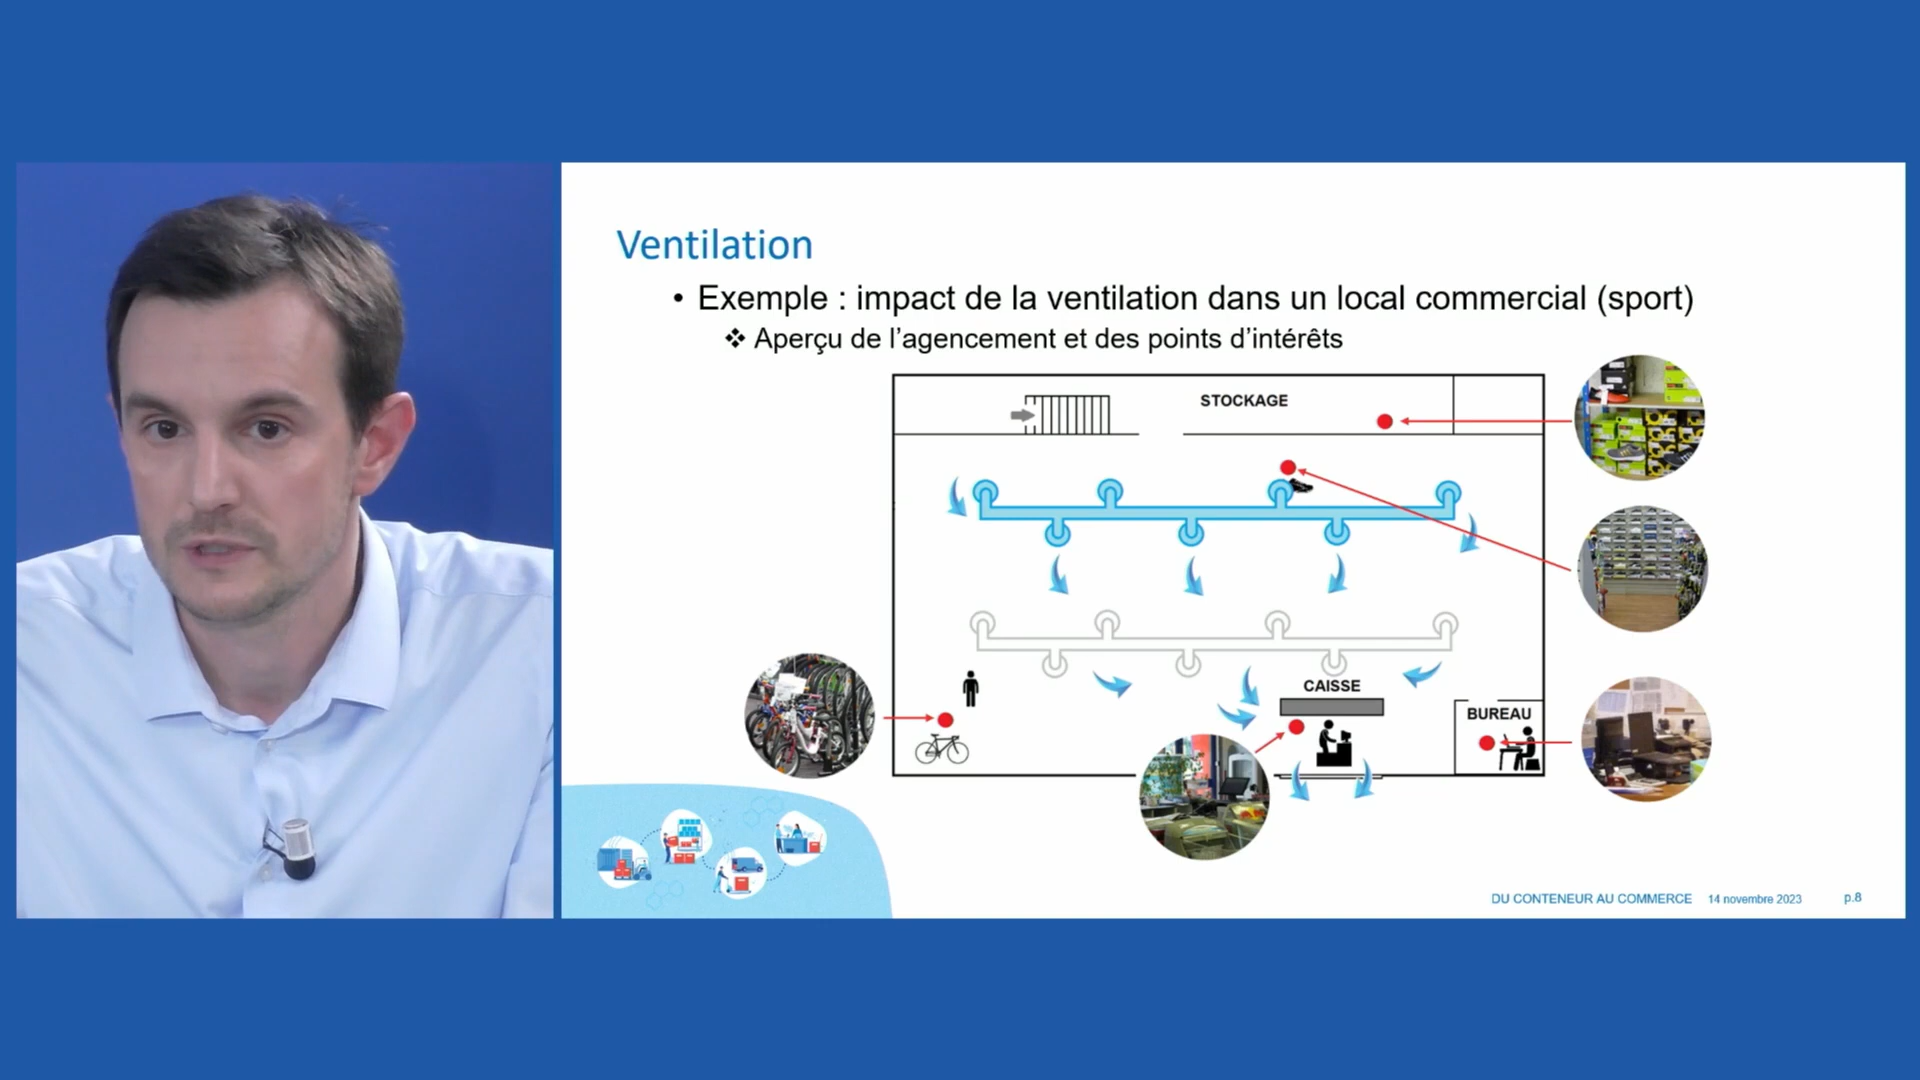 Ventilation
• Exemple : impact de la ventilation dans un local commercial (sport)
❖ Aperçu de l’agencement et des points d’intérêts
STOCKAGE
CAISSE
BUREAU
DU CONTENEUR AU COMMERCE 14 novembre 2023 p.8